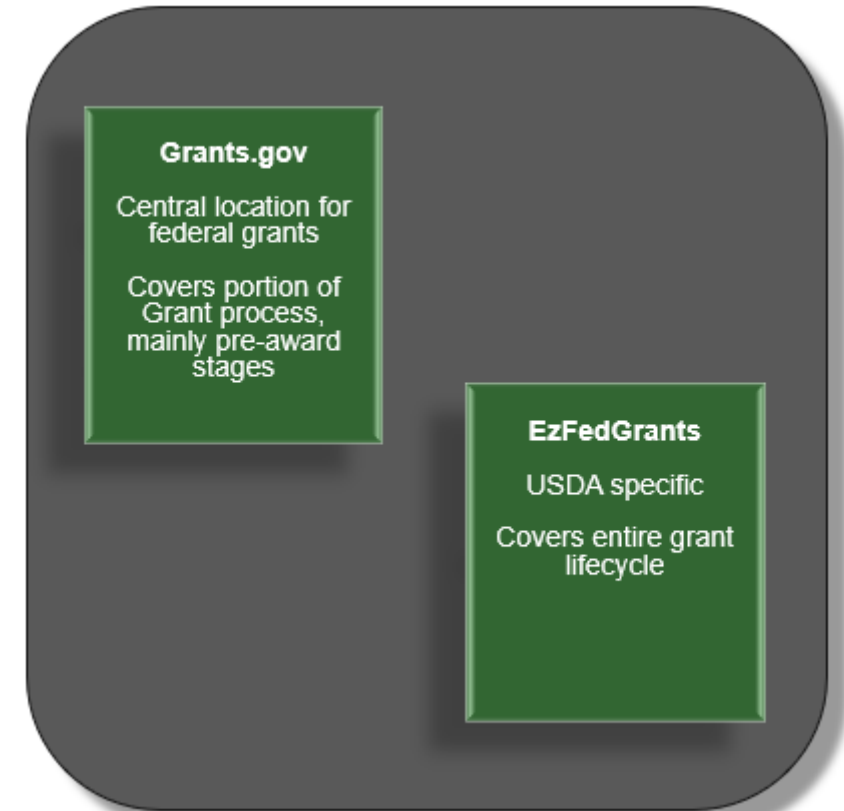 Grants.gov
Central location for
federal grants
Covers portion of
Grant process,
mainly pre-award
stages
EzFedGrants
USDA specific
Covers entire grant
lifecycle